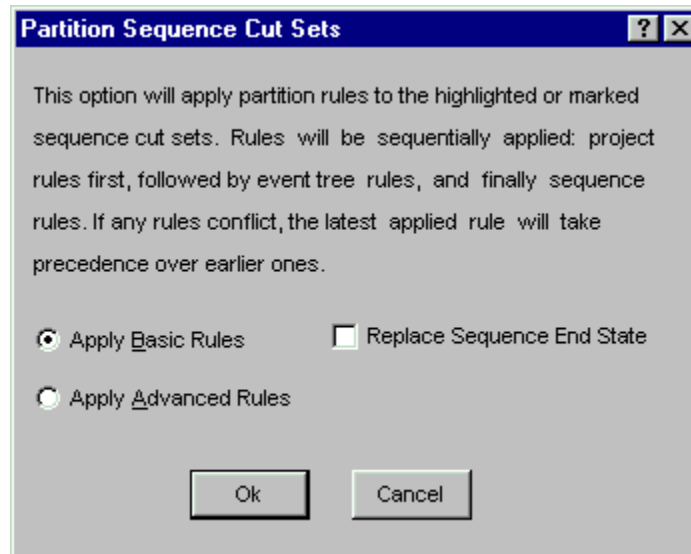 Partition Sequence Cut Sets
This option will apply partition rules to the highlighted or marked
sequence cut sets. Rules will be sequentially applied: project
rules first, followed by event tree rules, and finally sequence
rules. If any rules conflict, the latest applied rule will take
precedence over earlier ones.
Apply Basic Rules Replace Sequence End State
Apply Advanced Rules
Ok Cancel